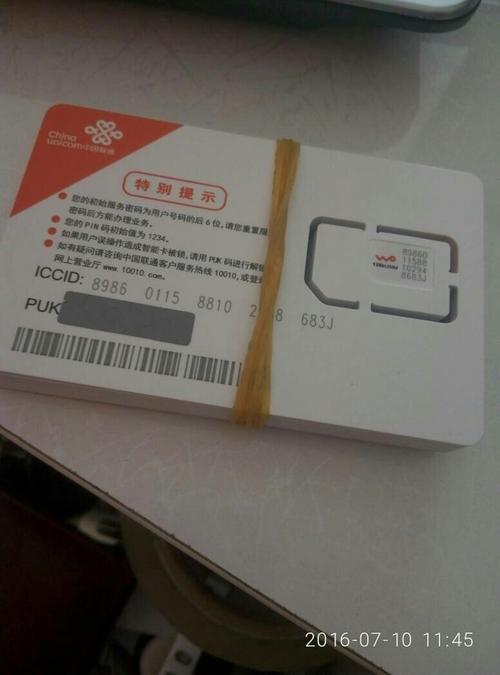 China
unicom中国联通
特别提示
您的初始服务密码为用户号码的后6位,请您重置服
密码后方能办理业务。
您的PIN码初始值为1234。
如果用户误操作造成智能卡被锁,请用PUK码进行解
如有疑问请咨询中国联通客户服务热线10010,或登
网上营业厅 www.10010.com。
ICCID: 8986 0115 8810 2 8 683J
PUK
89860
11588
10294
8683J
2016-07-10 11:45